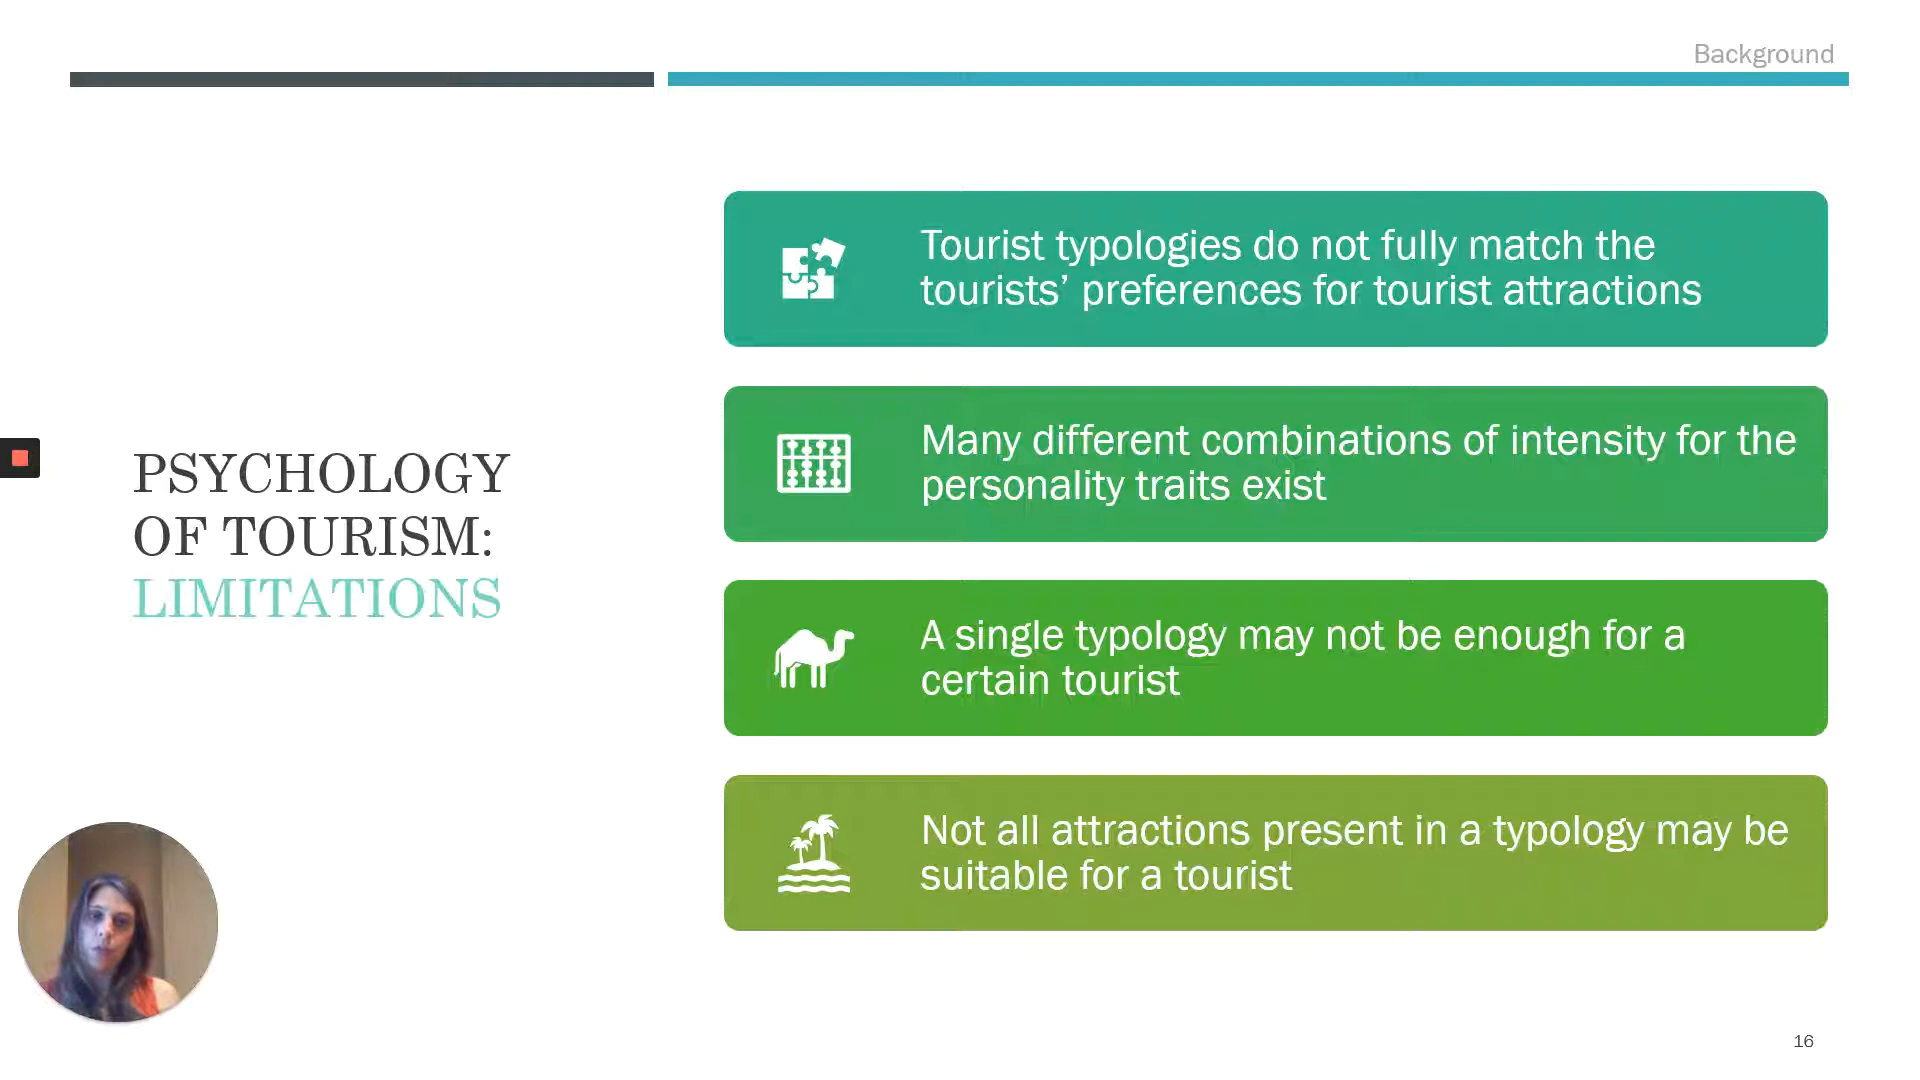 Background
PSYCHOLOGY
OF TOURISM:
LIMITATIONS
Tourist typologies do not fully match the
tourists’ preferences for tourist attractions
Many different combinations of intensity for the
personality traits exist
A single typology may not be enough for a
certain tourist
Not all attractions present in a typology may be
suitable for a tourist
16